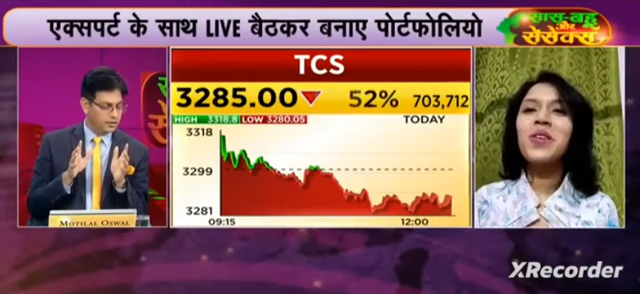 एक्सपर्ट के साथ LIVE बैठकर बनाए पोर्टफोलियो
सास-बहू
और
सेंसेक्स
TCS
3285.00 52% 703,712
HIGH 3318.8 LOW 3280.05 TODAY
3318
3299
3281
09:15 12:00
MOTILAL OSWAL
XRecorder